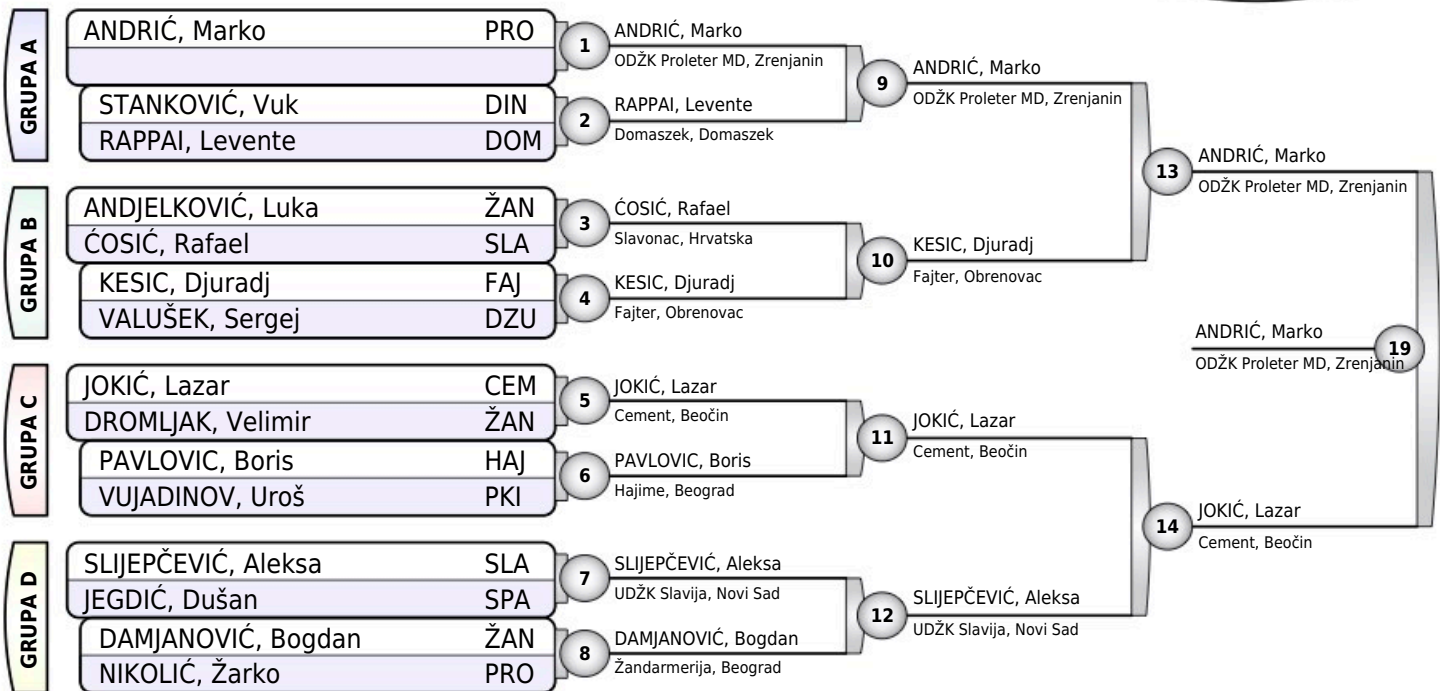 GRUPA A
ANDRIĆ, Marko PRO
STANKOVIĆ, Vuk DIN
RAPPAI, Levente DOM
GRUPA B
ANDJELKOVIĆ, Luka ŽAN
ĆOSIĆ, Rafael SLA
KESIC, Djuradj FAJ
VALUŠEK, Sergej DZU
GRUPA C
JOKIĆ, Lazar CEM
DROMLJAK, Velimir ŽAN
PAVLOVIC, Boris HAJ
VUJADINOV, Uroš PKI
GRUPA D
SLIJEPČEVIĆ, Aleksa SLA
JEGDIĆ, Dušan SPA
DAMJANOVIĆ, Bogdan ŽAN
NIKOLIĆ, Žarko PRO
1
ANDRIĆ, Marko
ODŽK Proleter MD, Zrenjanin
2
RAPPAI, Levente
Domaszek, Domaszek
3
ĆOSIĆ, Rafael
Slavonac, Hrvatska
4
KESIC, Djuradj
Fajter, Obrenovac
5
JOKIĆ, Lazar
Cement, Beočin
6
PAVLOVIC, Boris
Hajime, Beograd
7
SLIJEPČEVIĆ, Aleksa
UDŽK Slavija, Novi Sad
8
DAMJANOVIĆ, Bogdan
Žandarmerija, Beograd
9
ANDRIĆ, Marko
ODŽK Proleter MD, Zrenjanin
10
KESIC, Djuradj
Fajter, Obrenovac
11
JOKIĆ, Lazar
Cement, Beočin
12
SLIJEPČEVIĆ, Aleksa
UDŽK Slavija, Novi Sad
13
ANDRIĆ, Marko
ODŽK Proleter MD, Zrenjanin
14
JOKIĆ, Lazar
Cement, Beočin
ANDRIĆ, Marko
19
ODŽK Proleter MD, Zrenjanin